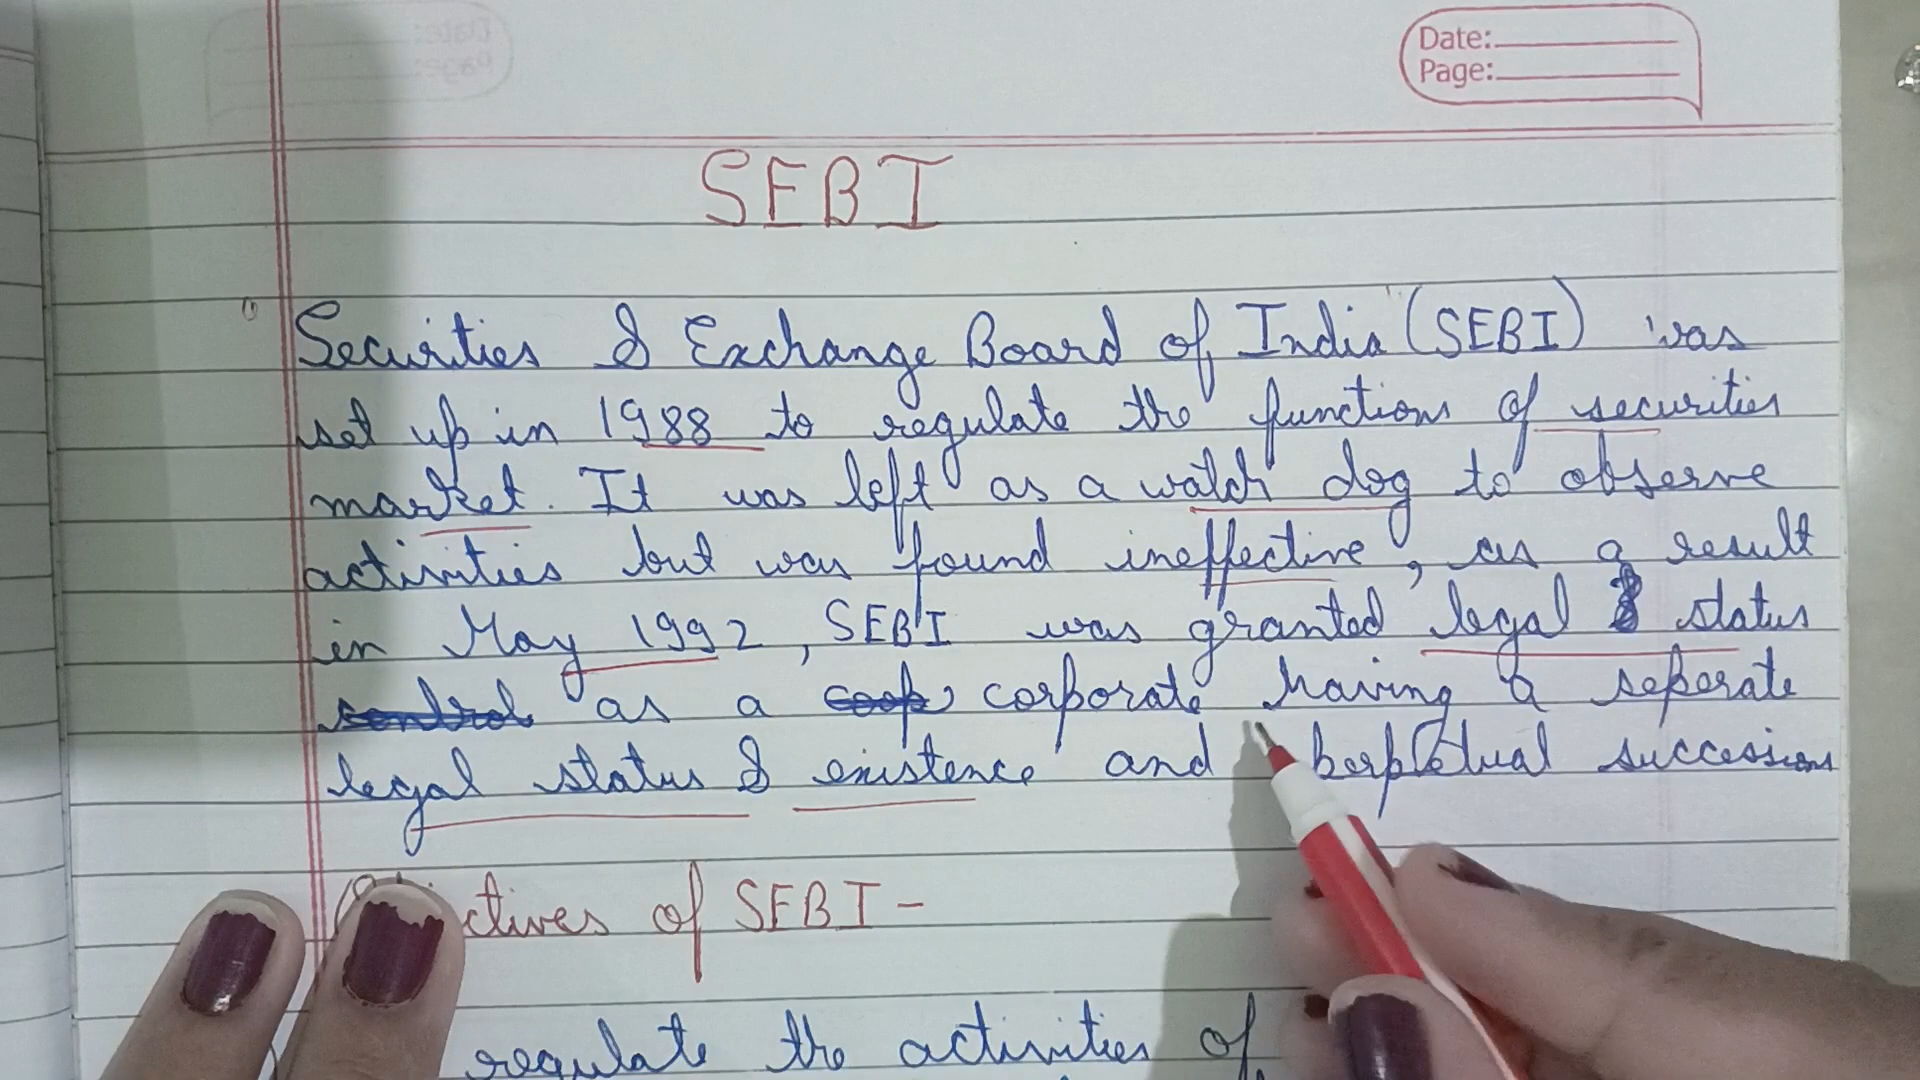 Date:
Page:
SEBI
Securities & Exchange Board of India (SEBI) was
set up in 1988 to regulate the functions of securities
market. It was left as a watch dog to observe
activities but was found ineffective, as a result
in May 1992, SEBI was granted legal status
as a corporate having a seperate
legal status & existence and perpetual succession
ctives of SEBI -
regulate the activities of